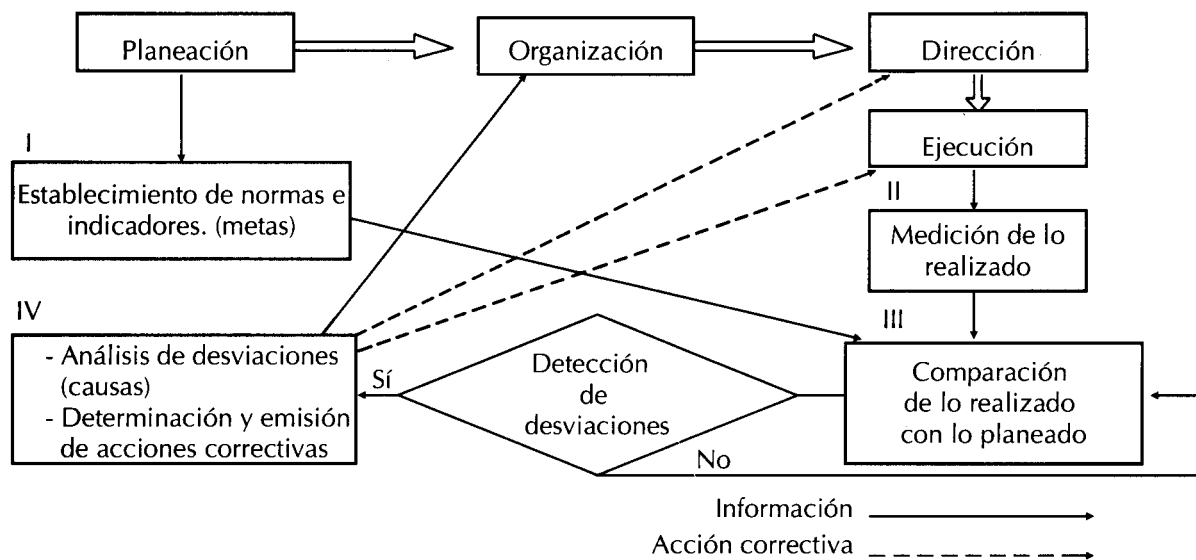 Planeación
Organización
Dirección
I
Ejecución
Establecimiento de normas e
indicadores. (metas)
II
Medición de lo
realizado
IV
III
- Análisis de desviaciones
(causas)
- Determinación y emisión
de acciones correctivas
Sí
Detección
de
desviaciones
Comparación
de lo realizado
con lo planeado
No
Información
Acción correctiva